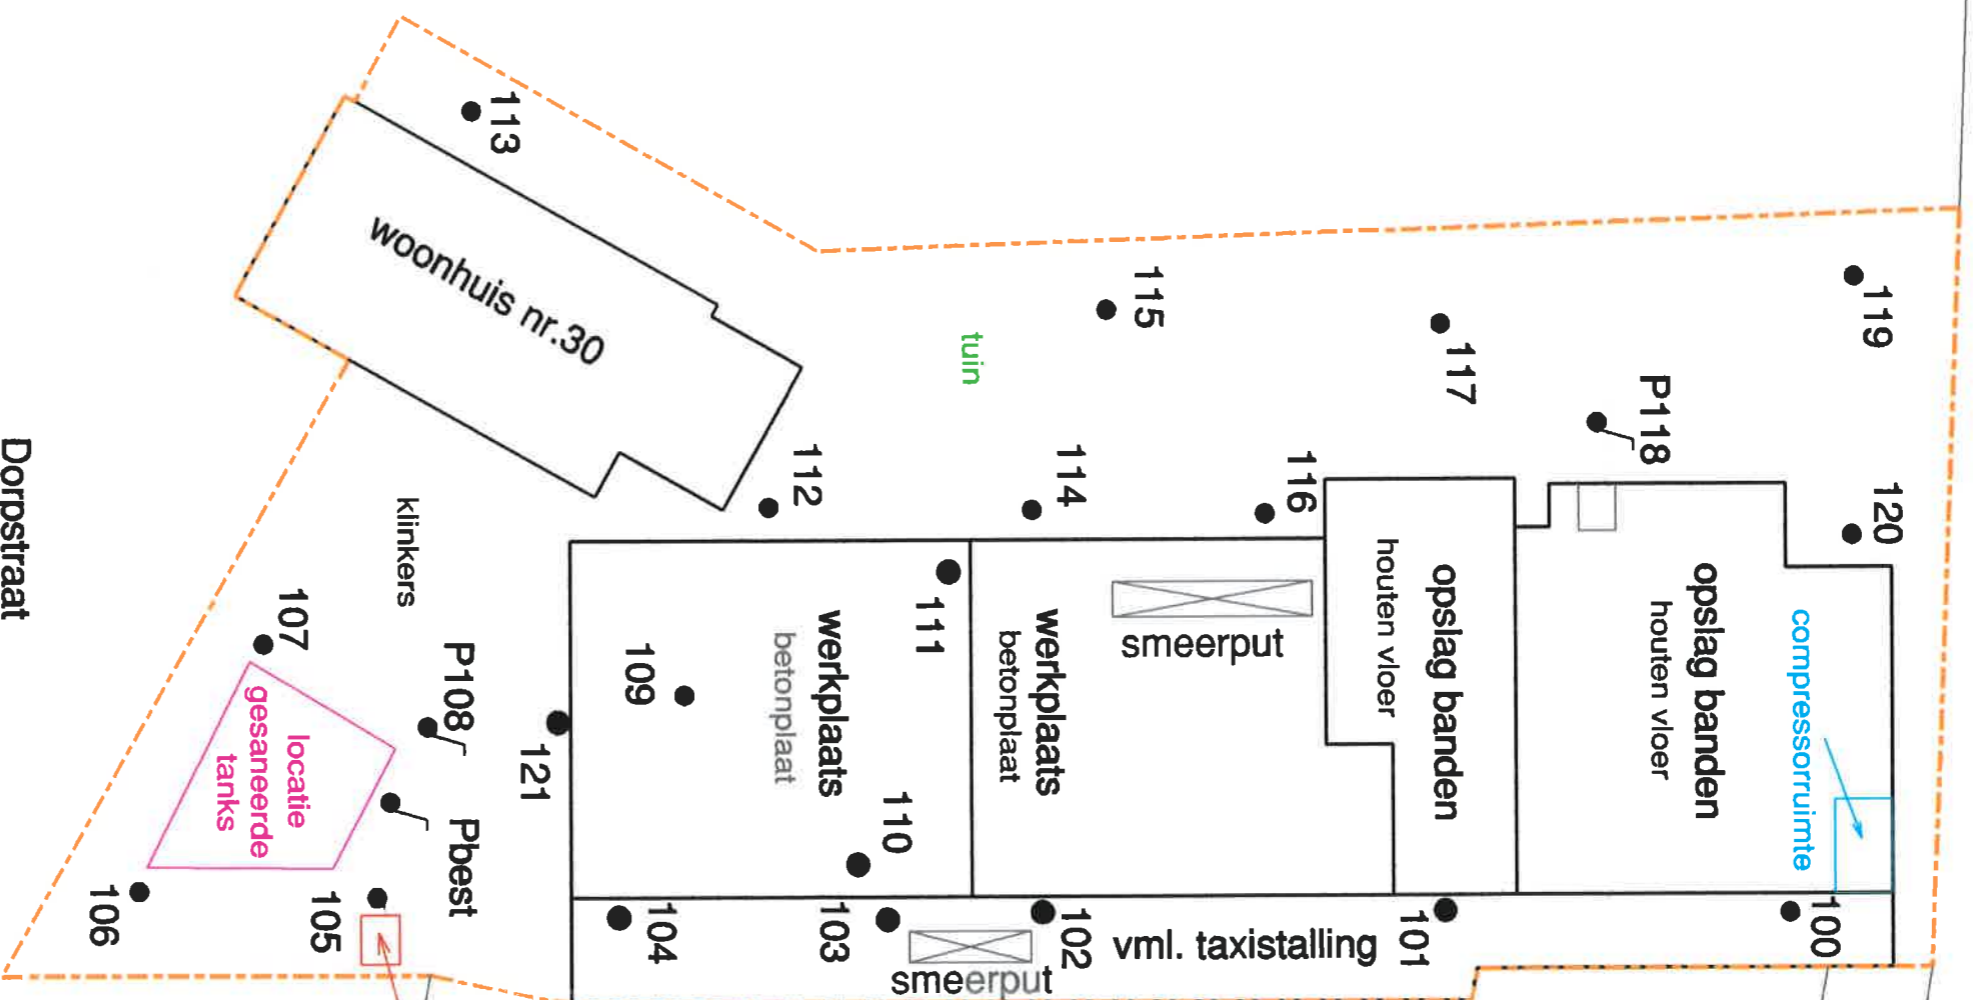 113
woonhuis nr.30
115
tuin
117
119
P118
112
114
116
120
opslag banden
houten vloer
opslag banden
houten vloer
compressorruimte
smeerput
werkplaats
betonplaat
werkplaats
betonplaat
111
109
110
121
klinkers
Dorpstraat
107
P108
Pbest
locatie
gesaneerde
tanks
106
105
104
103
102
101
100
vml. taxistalling
smeerput